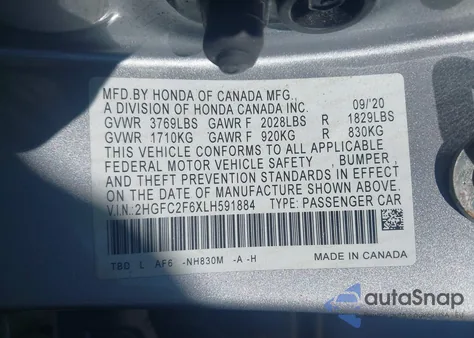 MFD.BY HONDA OF CANADA MFG.,
A DIVISION OF HONDA CANADA INC. 09/'20
GVWR 3769LBS GAWR F 2028LBS R 1829LBS
GVWR 1710KG GAWR F 920KG R 830KG
THIS VEHICLE CONFORMS TO ALL APPLICABLE
FEDERAL MOTOR VEHICLE SAFETY , BUMPER ,
AND THEFT PREVENTION STANDARDS IN EFFECT
ON THE DATE OF MANUFACTURE SHOWN ABOVE.
V.I.N.:2HGFC2F6XLH591884 TYPE: PASSENGER CAR
TBO L AF6 -NH830M -A -H MADE IN CANADA
autoSnap